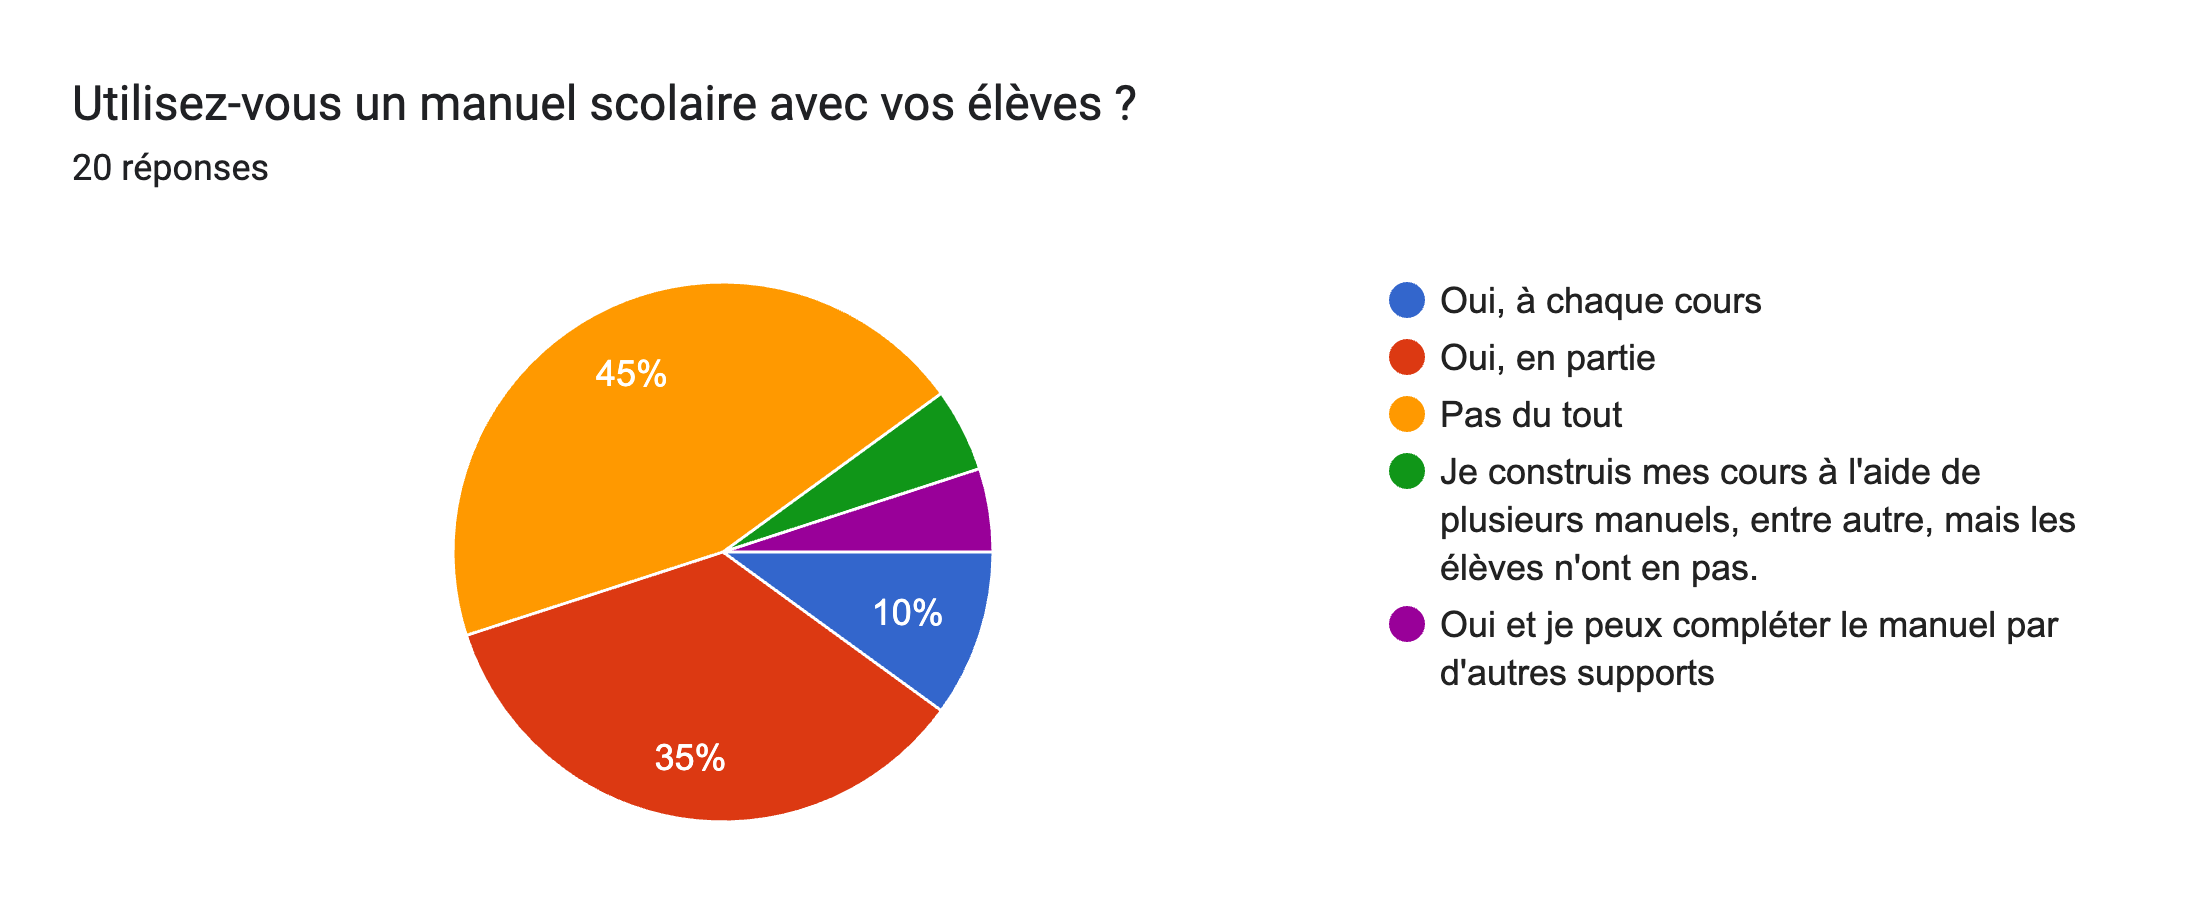 Utilisez-vous un manuel scolaire avec vos élèves ?
20 réponses
45%
10%
35%
Oui, à chaque cours
Oui, en partie
Pas du tout
Je construis mes cours à l'aide de
plusieurs manuels, entre autre, mais les
élèves n'ont en pas.
Oui et je peux compléter le manuel par
d'autres supports